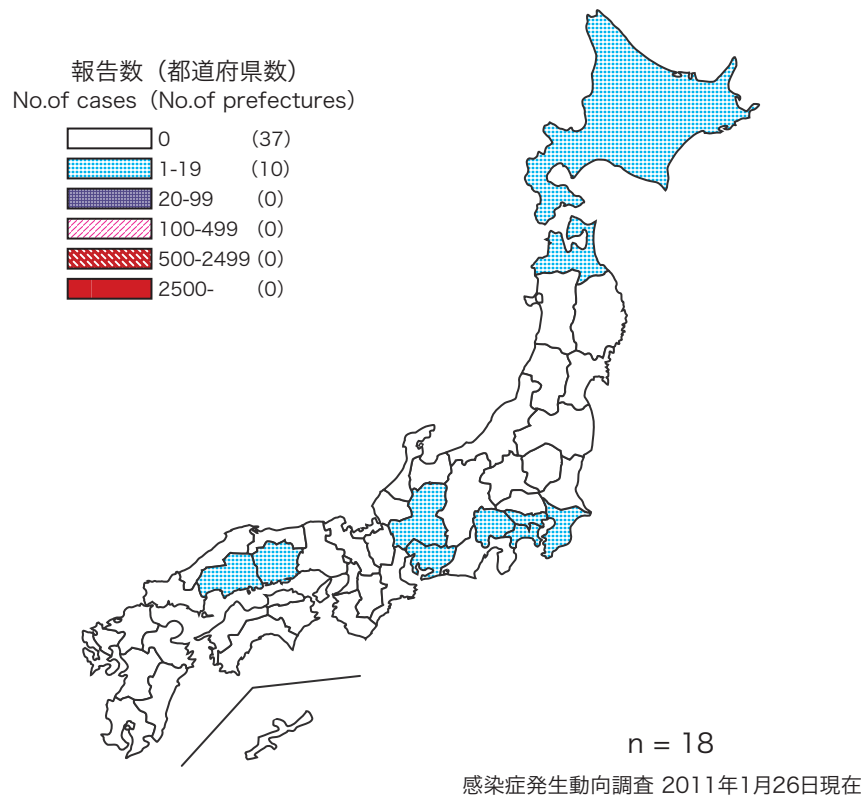 報告数（都道府県数）
No.of cases（No.of prefectures）
0 (37)
1-19 (10)
20-99 (0)
100-499 (0)
500-2499 (0)
2500- (0)
n = 18
感染症発生動向調査 2011年1月26日現在